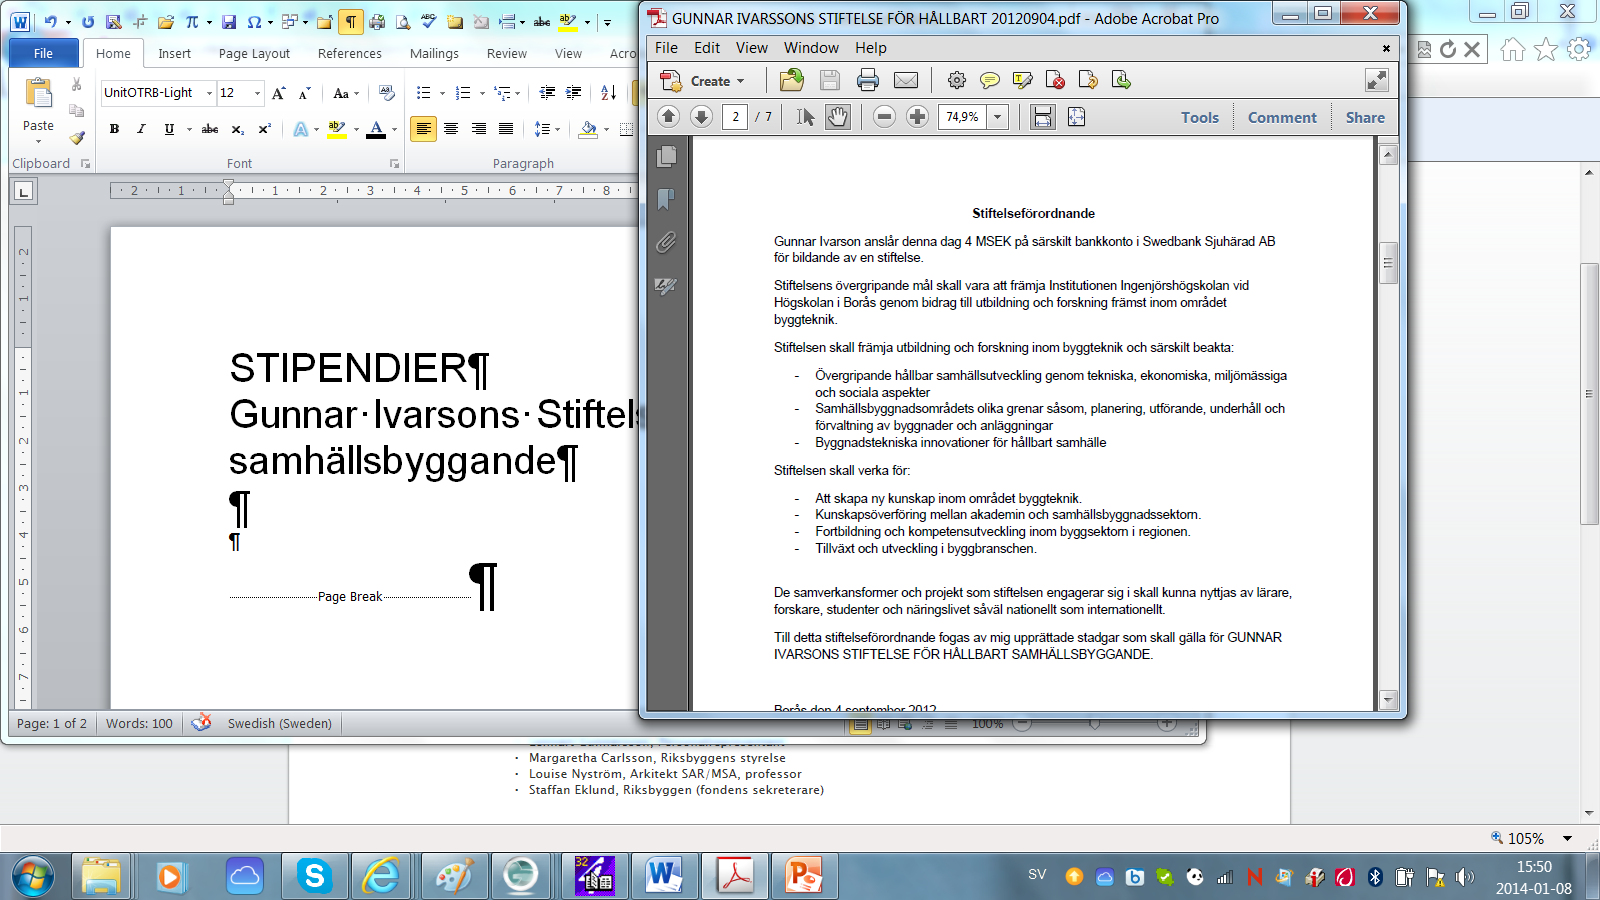 File Home Insert Page Layout References Mailings Review View Acro
UnitOTRB-Light 12
Paste
Clipboard Font Paragraph
STIPENDIER¶
Gunnar·Ivarsons·Stiftels
samhällsbyggande¶
¶
¶
Page Break ¶
Page: 1 of 2 Words: 100 Swedish (Sweden) 100%
GUNNAR IVARSSONS STIFTELSE FÖR HÅLLBART 20120904.pdf - Adobe Acrobat Pro
File Edit View Window Help
Create
2 / 7 74,9% Tools Comment Share
Stiftelseförordnande
Gunnar Ivarson anslår denna dag 4 MSEK på särskilt bankkonto i Swedbank Sjuhärad AB
för bildande av en stiftelse.
Stiftelsens övergripande mål skall vara att främja Institutionen Ingenjörshögskolan vid
Högskolan i Borås genom bidrag till utbildning och forskning främst inom området
byggteknik.
Stiftelsen skall främja utbildning och forskning inom byggteknik och särskilt beakta:
- Övergripande hållbar samhällsutveckling genom tekniska, ekonomiska, miljömässiga
och sociala aspekter
- Samhällsbyggnadsområdets olika grenar såsom, planering, utförande, underhåll och
förvaltning av byggnader och anläggningar
- Byggnadstekniska innovationer för hållbart samhälle
Stiftelsen skall verka för:
- Att skapa ny kunskap inom området byggteknik.
- Kunskapsöverföring mellan akademin och samhällsbyggnadssektorn.
- Fortbildning och kompetensutveckling inom byggsektorn i regionen.
- Tillväxt och utveckling i byggbranschen.
De samverkansformer och projekt som stiftelsen engagerar sig i skall kunna nyttjas av lärare,
forskare, studenter och näringslivet såväl nationellt som internationellt.
Till detta stiftelseförordnande fogas av mig upprättade stadgar som skall gälla för GUNNAR
IVARSONS STIFTELSE FÖR HÅLLBART SAMHÄLLSBYGGANDE.
Borås den 4 september 2012
· Margaretha Carlsson, Riksbyggens styrelse
· Louise Nyström, Arkitekt SAR/MSA, professor
· Staffan Eklund, Riksbyggen (fondens sekreterare)
105%
SV 15:50
2014-01-08